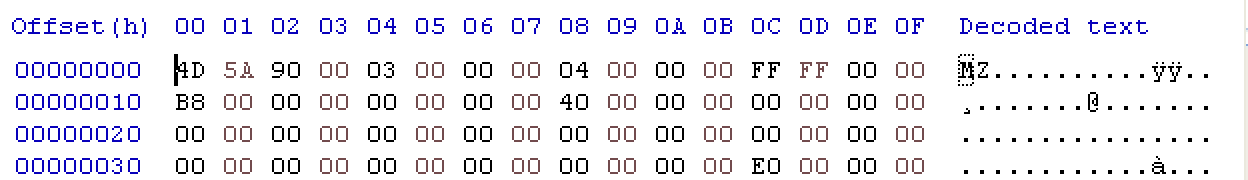 Offset(h) 00 01 02 03 04 05 06 07 08 09 0A 0B 0C 0D 0E 0F Decoded text
00000000 4D 5A 90 00 03 00 00 00 04 00 00 00 FF FF 00 00 MZ..........ÿÿ..
00000010 B8 00 00 00 00 00 00 00 40 00 00 00 00 00 00 00 ¸.......@.......
00000020 00 00 00 00 00 00 00 00 00 00 00 00 00 00 00 00 ................
00000030 00 00 00 00 00 00 00 00 00 00 00 00 E0 00 00 00 ............à...